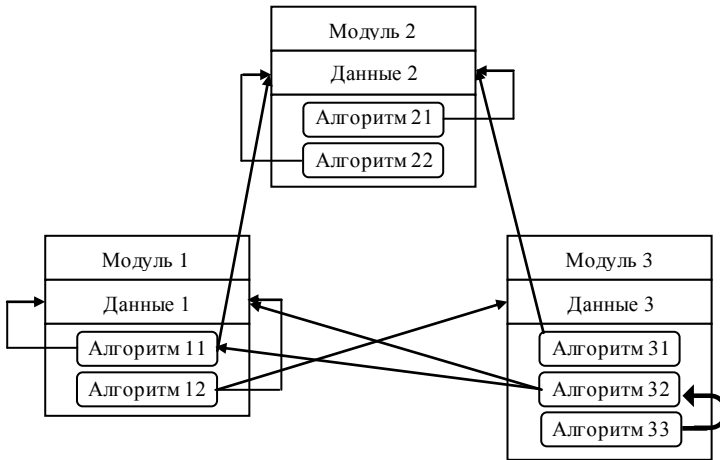 Модуль 2
Данные 2
Алгоритм 21
Алгоритм 22
Модуль 1
Данные 1
Алгоритм 11
Алгоритм 12
Модуль 3
Данные 3
Алгоритм 31
Алгоритм 32
Алгоритм 33